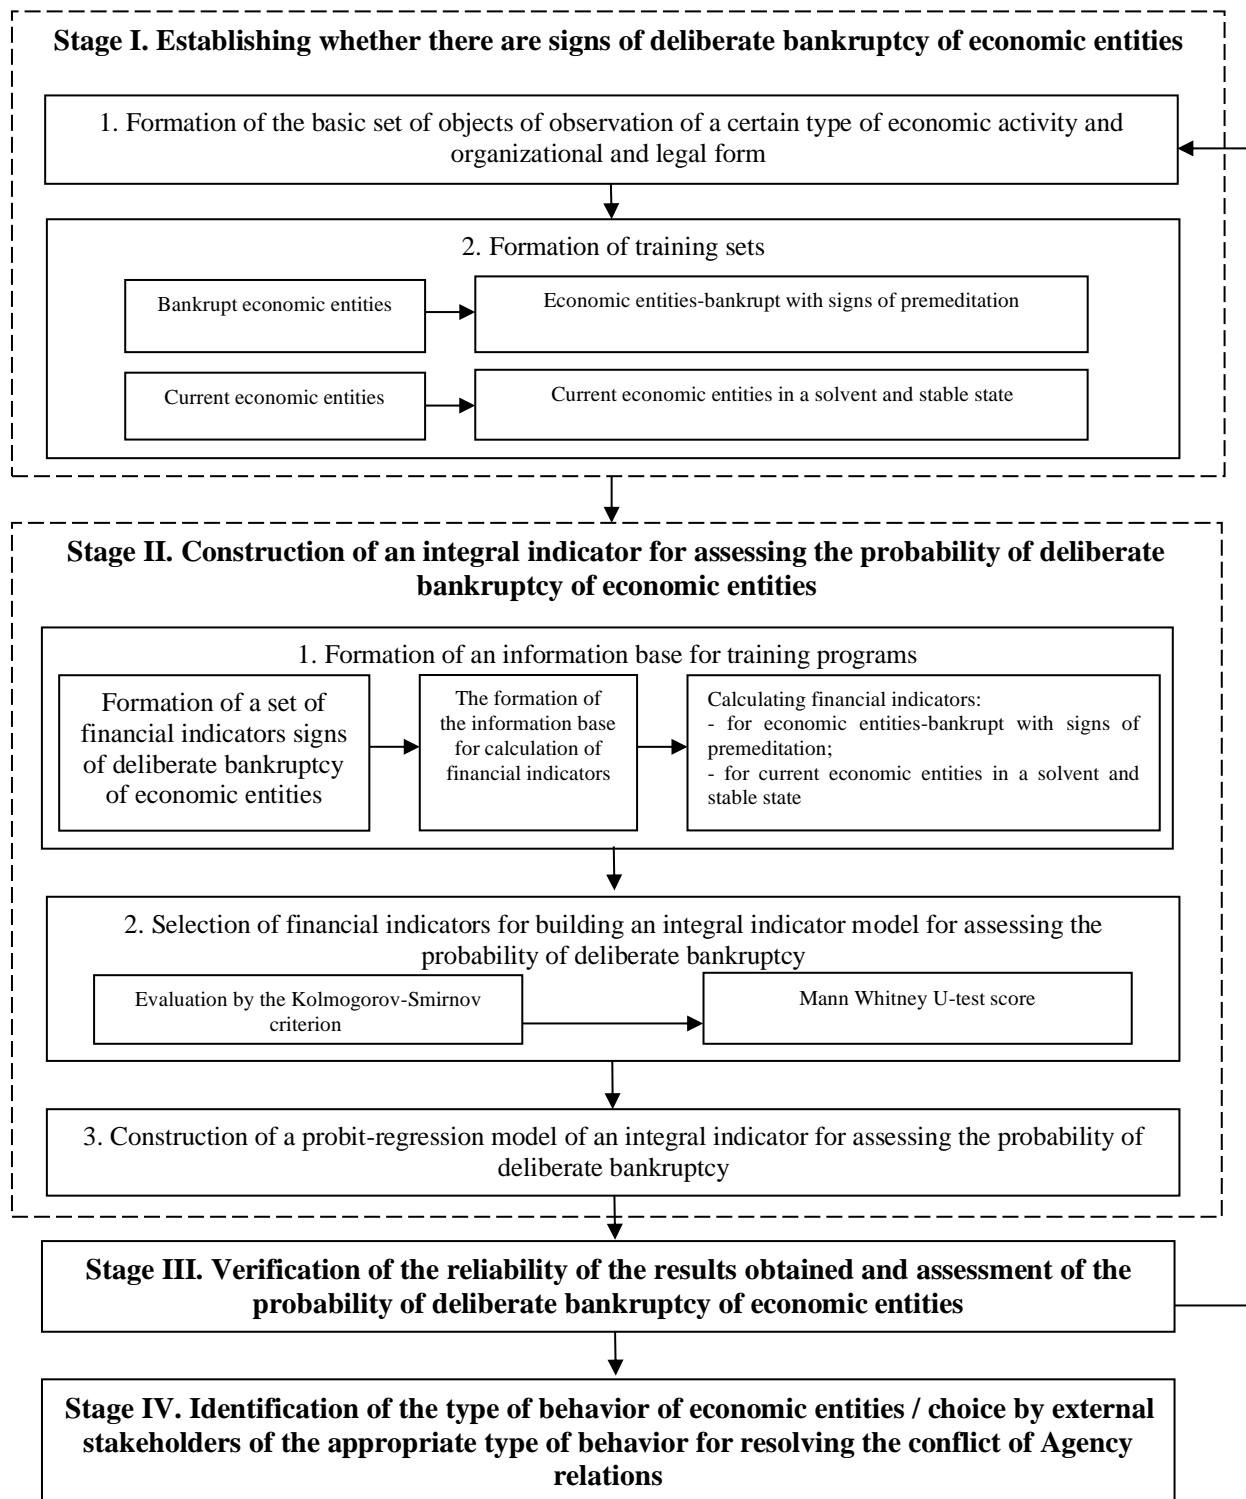 Stage I. Establishing whether there are signs of deliberate bankruptcy of economic entities
1. Formation of the basic set of objects of observation of a certain type of economic activity and
organizational and legal form
2. Formation of training sets
Bankrupt economic entities
Economic entities-bankrupt with signs of premeditation
Current economic entities
Current economic entities in a solvent and stable state
Stage II. Construction of an integral indicator for assessing the probability of deliberate
bankruptcy of economic entities
1. Formation of an information base for training programs
Formation of a set of
financial indicators signs
of deliberate bankruptcy
of economic entities
The formation of
the information base
for calculation of
financial indicators
Calculating financial indicators:
- for economic entities-bankrupt with signs of
premeditation;
- for current economic entities in a solvent and
stable state
2. Selection of financial indicators for building an integral indicator model for assessing the
probability of deliberate bankruptcy
Evaluation by the Kolmogorov-Smirnov
criterion
Mann Whitney U-test score
3. Construction of a probit-regression model of an integral indicator for assessing the probability of
deliberate bankruptcy
Stage III. Verification of the reliability of the results obtained and assessment of the
probability of deliberate bankruptcy of economic entities
Stage IV. Identification of the type of behavior of economic entities / choice by external
stakeholders of the appropriate type of behavior for resolving the conflict of Agency
relations